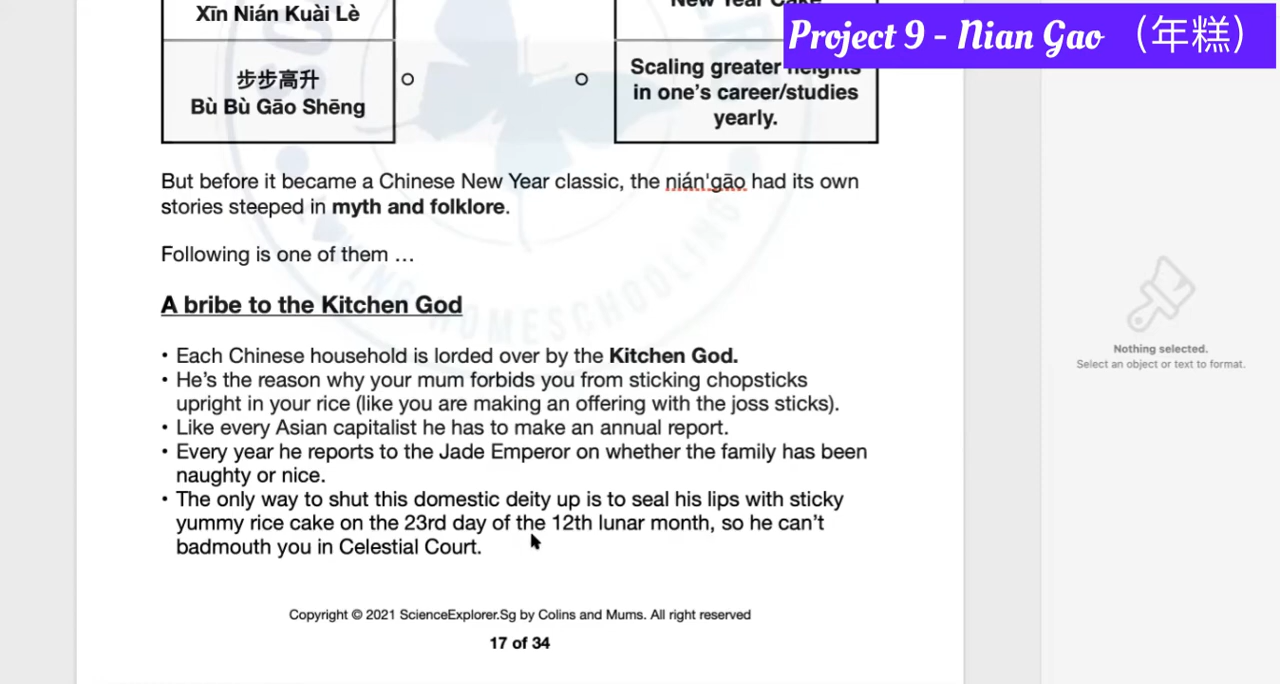 Xīn Nián Kuài Lè
New Year Cake
Project 9 - Nian Gao （年糕）
步步高升
Bù Bù Gāo Shēng
Scaling greater heights
in one's career/studies
yearly.
But before it became a Chinese New Year classic, the nián'gāo had its own
stories steeped in myth and folklore.
Following is one of them …
A bribe to the Kitchen God
• Each Chinese household is lorded over by the Kitchen God.
• He's the reason why your mum forbids you from sticking chopsticks
upright in your rice (like you are making an offering with the joss sticks).
• Like every Asian capitalist he has to make an annual report.
• Every year he reports to the Jade Emperor on whether the family has been
naughty or nice.
• The only way to shut this domestic deity up is to seal his lips with sticky
yummy rice cake on the 23rd day of the 12th lunar month, so he can't
badmouth you in Celestial Court.
Copyright © 2021 ScienceExplorer.Sg by Colins and Mums. All right reserved
17 of 34
Nothing selected.
Select an object or text to format.
HOMESCHOOLING